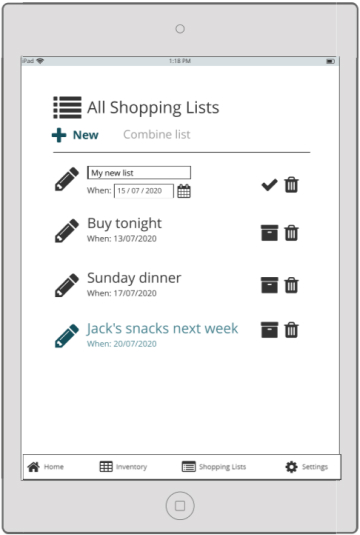 iPad 1:18 PM
All Shopping Lists
New Combine list
My new list
When: 15 / 07 / 2020
Buy tonight
When: 13/07/2020
Sunday dinner
When: 17/07/2020
Jack's snacks next week
When: 20/07/2020
Home Inventory Shopping Lists Settings